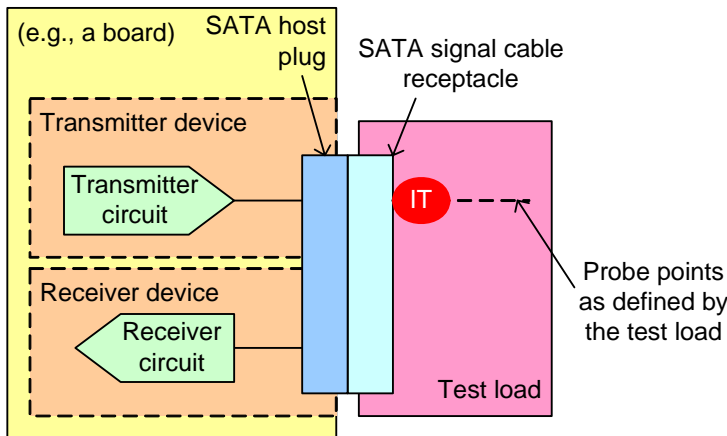 (e.g., a board)
SATA host
plug
SATA signal cable
receptacle
Transmitter device
Transmitter
circuit
IT
Receiver device
Receiver
circuit
Probe points
as defined by
the test load
Test load